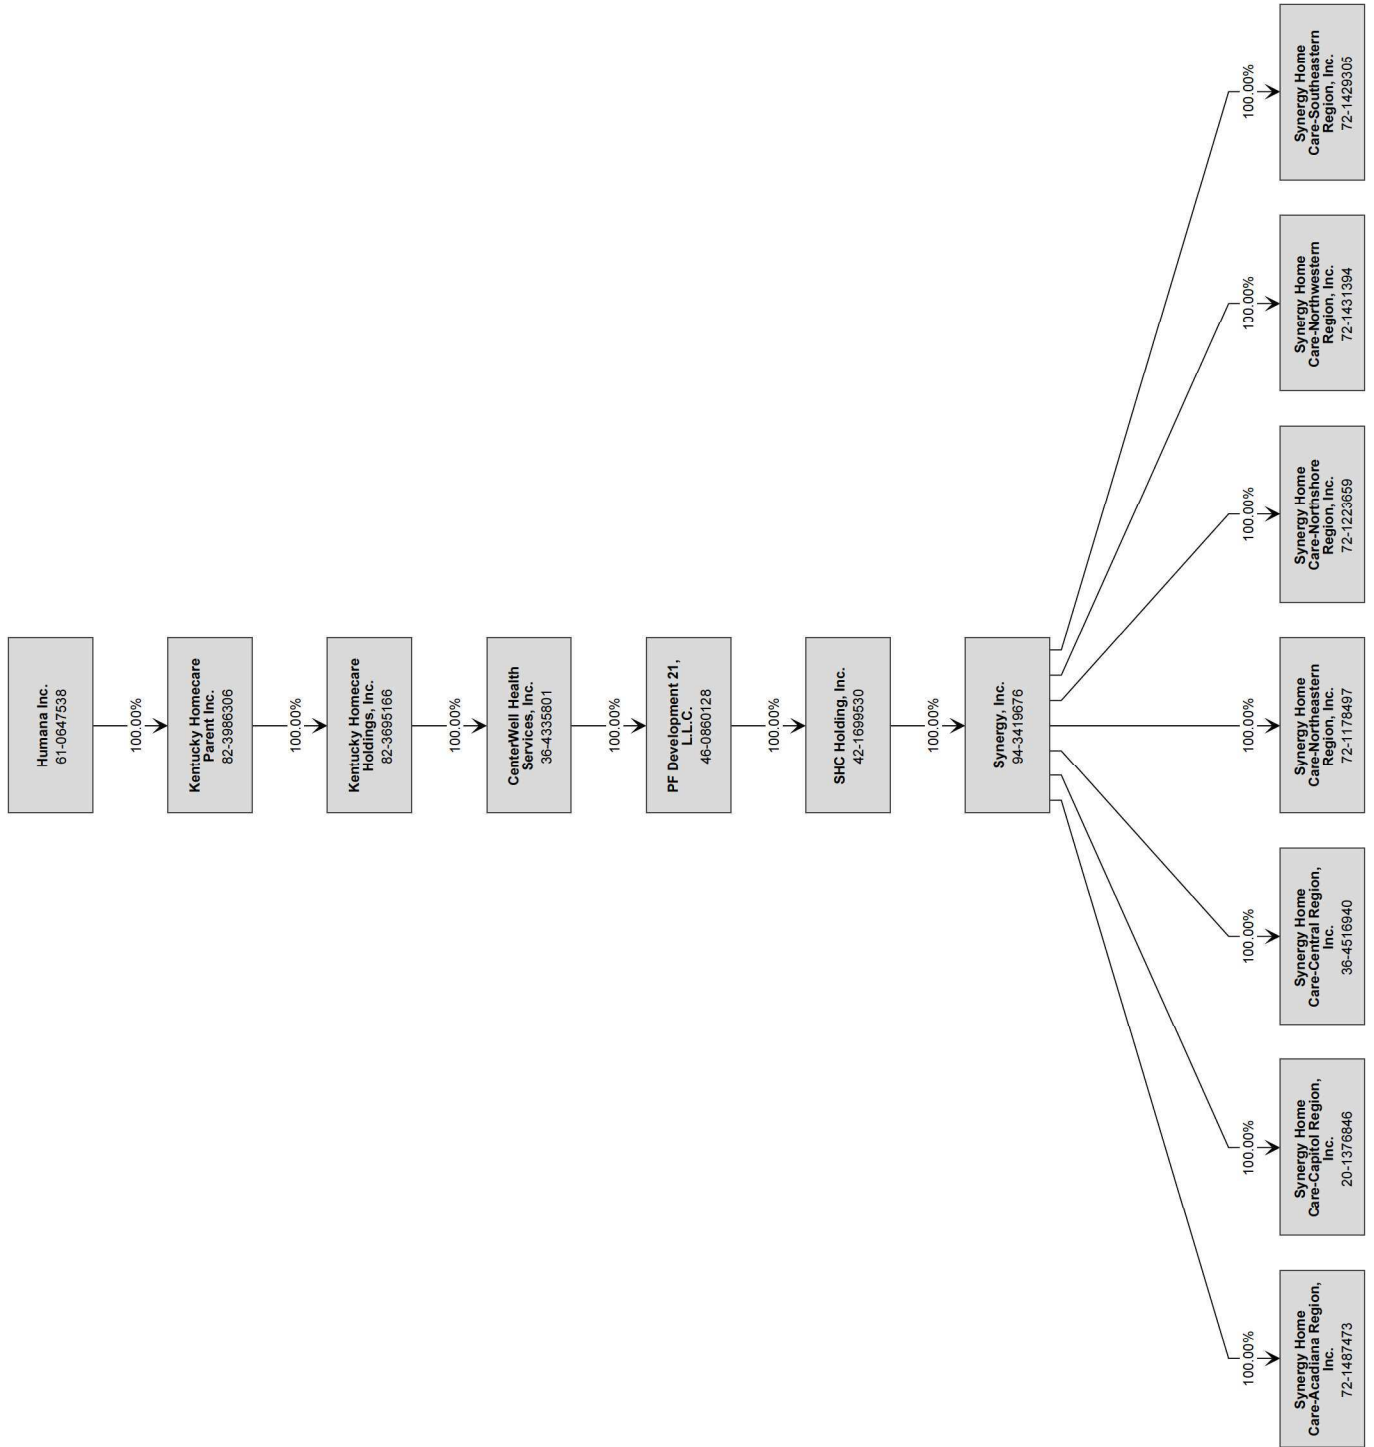 Humana Inc.
61-0647538
100.00%
Kentucky Homecare
Parent Inc.
82-3986306
100.00%
Kentucky Homecare
Holdings, Inc.
82-3695166
100.00%
CenterWell Health
Services, Inc.
36-4335801
100.00%
PF Development 21,
L.L.C.
46-0860128
100.00%
SHC Holding, Inc.
42-1699530
100.00%
Synergy, Inc.
94-3419676
100.00%
100.00%
100.00%
100.00%
100.00%
100.00%
100.00%
Synergy Home
Care-Acadiana Region,
Inc.
72-1487473
Synergy Home
Care-Capitol Region,
Inc.
20-1376846
Synergy Home
Care-Central Region,
Inc.
36-4516940
Synergy Home
Care-Northeastern
Region, Inc.
72-1178497
Synergy Home
Care-Northshore
Region, Inc.
72-1223659
Synergy Home
Care-Northwestern
Region, Inc.
72-1431394
Synergy Home
Care-Southeastern
Region, Inc.
72-1429305